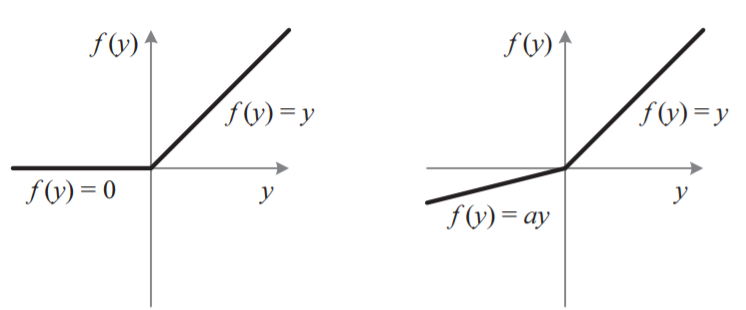 f(y)
f(y) = y
f(y) = 0
y
f(y)
f(y) = y
f(y) = ay
y